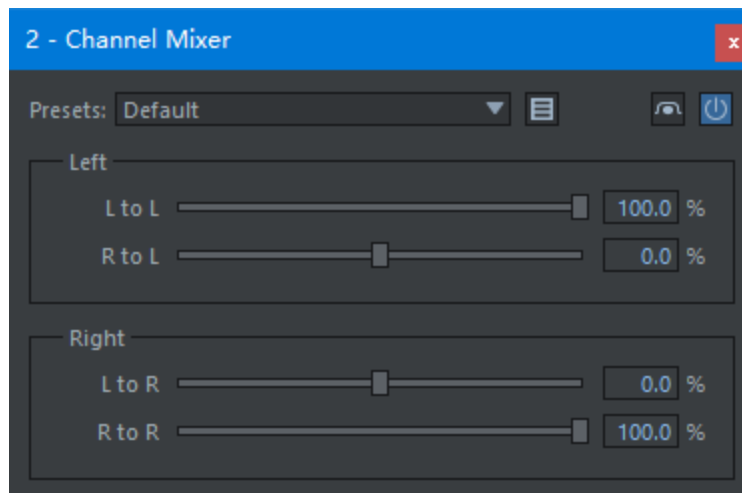 2 - Channel Mixer
x
Presets: Default
Left
L to L 100.0 %
R to L 0.0 %
Right
L to R 0.0 %
R to R 100.0 %